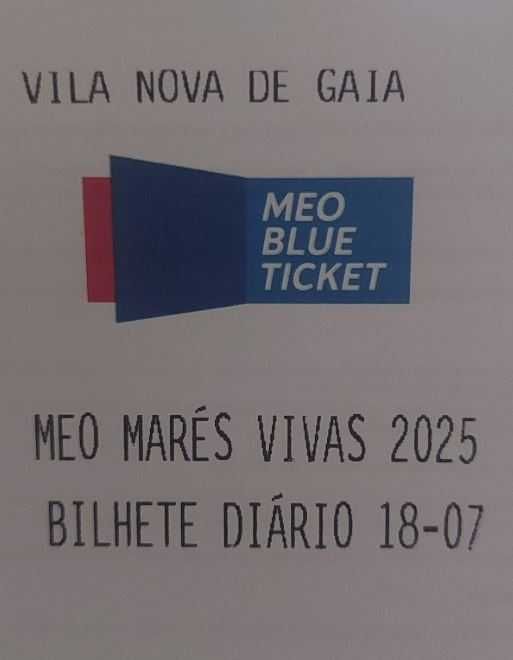 VILA NOVA DE GAIA
MEO
BLUE
TICKET
MEO MARÉS VIVAS 2025
BILHETE DIÁRIO 18-07